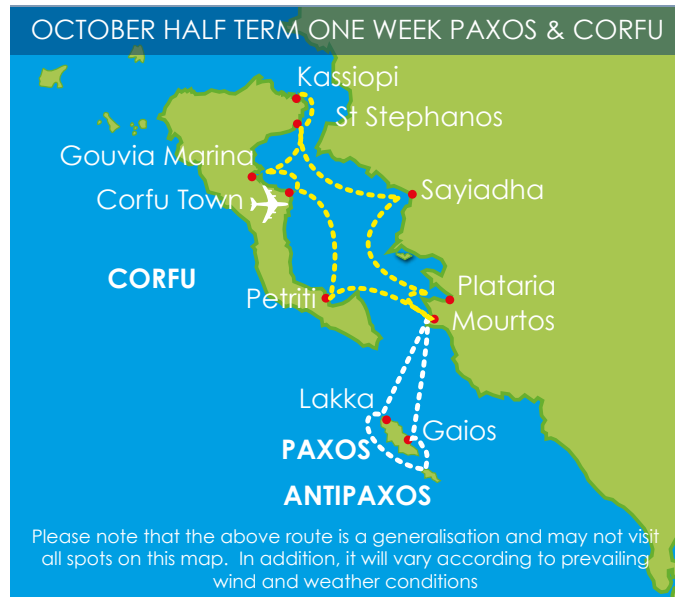 OCTOBER HALF TERM ONE WEEK PAXOS & CORFU
Kassiopi
St Stephanos
Gouvia Marina
Sayiadha
Corfu Town
CORFU
Petriti
Plataria
Mourtos
Lakka
Gaios
PAXOS
ANTIPAXOS
Please note that the above route is a generalisation and may not visit
all spots on this map. In addition, it will vary according to prevailing
wind and weather conditions